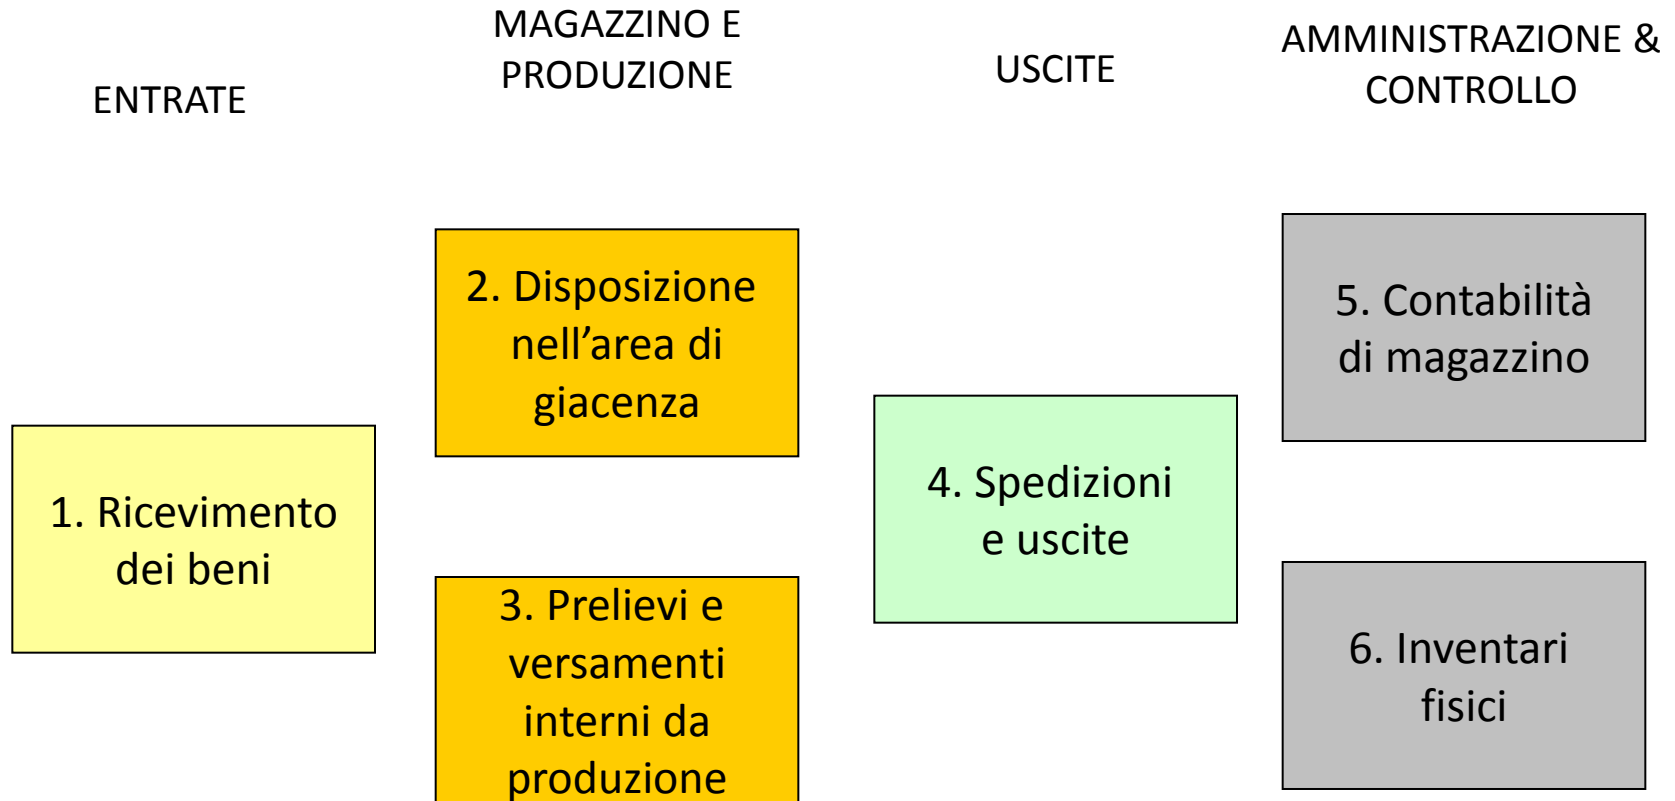 ENTRATE
MAGAZZINO E
PRODUZIONE
USCITE
AMMINISTRAZIONE &
CONTROLLO
1. Ricevimento
dei beni
2. Disposizione
nell’area di
giacenza
3. Prelievi e
versamenti
interni da
produzione
4. Spedizioni
e uscite
5. Contabilità
di magazzino
6. Inventari
fisici